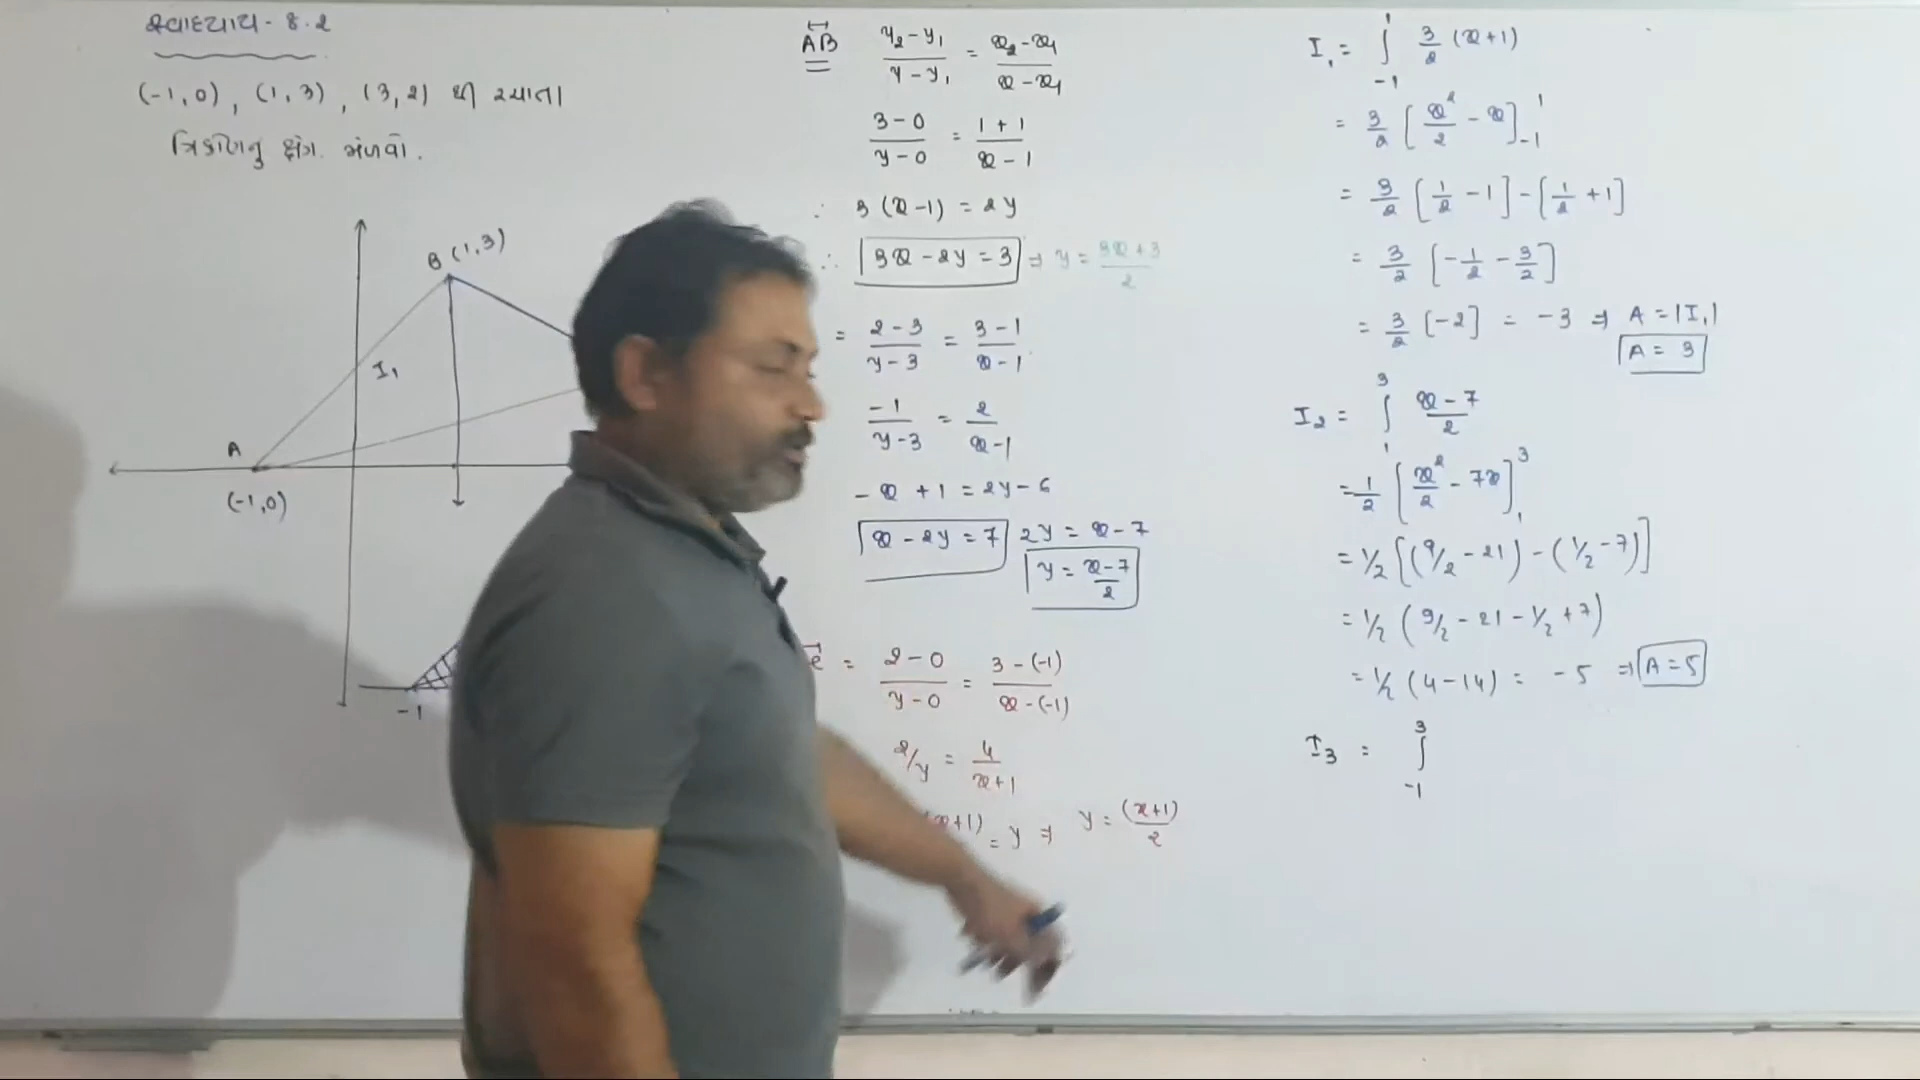 સ્વાધ્યાય - 8.2
(-1,0), (1,3), (3,2) થી રચાતા
ત્રિકોણનું ક્ષેત્ર. મેળવો.
B (1,3)
I₁
A
(-1,0)
-1
AB (y₂-y₁)/(y-y₁) = (x₂-x₁)/(x-x₁)
(3-0)/(y-0) = (1+1)/(x-1)
∴ 3(x-1) = 2y
∴ 3x-2y=3 ⇒ y = (3x+3)/2
= (2-3)/(y-3) = (3-1)/(x-1)
-1/(y-3) = 2/(x-1)
-x+1 = 2y-6
x-2y=7 2y = x-7
y = (x-7)/2
= (2-0)/(y-0) = (3-(-1))/(x-(-1))
2/y = 4/(x+1)
x+1) = y ⇒ y = (x+1)/2
I₁ = ∫₋₁¹ 3/2 (x+1)
= 3/2 [x²/2 - x]₋₁¹
= 3/2 [1/2 - 1] - [1/2 + 1]
= 3/2 [-1/2 - 3/2]
= 3/2 [-2] = -3 ⇒ A = |I₁|
A = 3
I₂ = ∫₁³ (x-7)/2
= 1/2 [x²/2 - 7x]₁³
= 1/2 [(9/2 - 21) - (1/2 - 7)]
= 1/2 (9/2 - 21 - 1/2 + 7)
= 1/2 (4-14) = -5 ⇒ A = 5
I₃ = ∫₋₁³